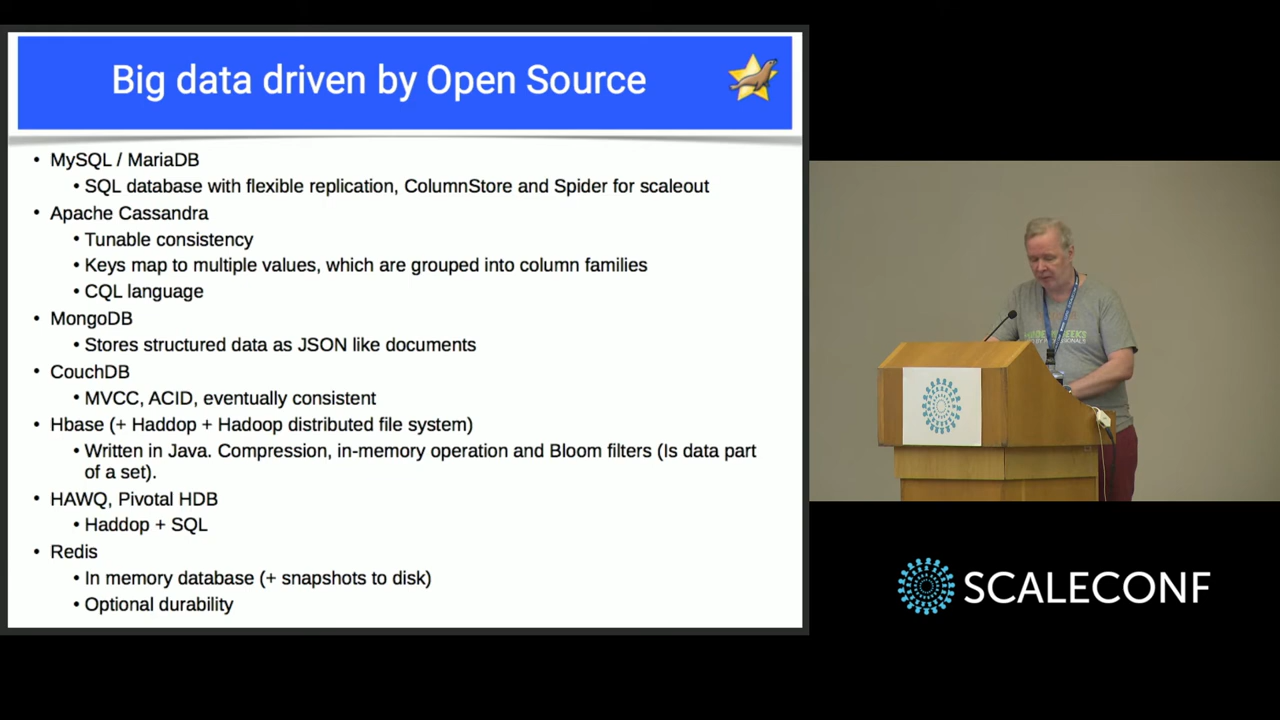 Big data driven by Open Source
• MySQL / MariaDB
• SQL database with flexible replication, ColumnStore and Spider for scaleout
• Apache Cassandra
• Tunable consistency
• Keys map to multiple values, which are grouped into column families
• CQL language
• MongoDB
• Stores structured data as JSON like documents
• CouchDB
• MVCC, ACID, eventually consistent
• Hbase (+ Haddop + Hadoop distributed file system)
• Written in Java. Compression, in-memory operation and Bloom filters (Is data part
of a set).
• HAWQ, Pivotal HDB
• Haddop + SQL
• Redis
• In memory database (+ snapshots to disk)
• Optional durability
SCALECONF